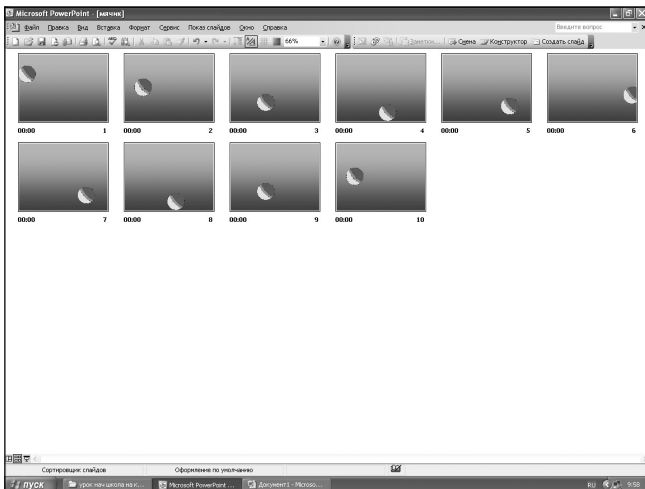 Microsoft PowerPoint - [мячик]
Файл Правка Вид Вставка Формат Сервис Показ слайдов Окно Справка Введите вопрос
66% Заметки... Смена Конструктор Создать слайд
00:00 1 00:00 2 00:00 3 00:00 4 00:00 5 00:00 6
00:00 7 00:00 8 00:00 9 00:00 10
Сортировщик слайдов Оформление по умолчанию
пуск урок нач школа на к... Microsoft PowerPoint ... Документ1 - Microso... RU 9:58